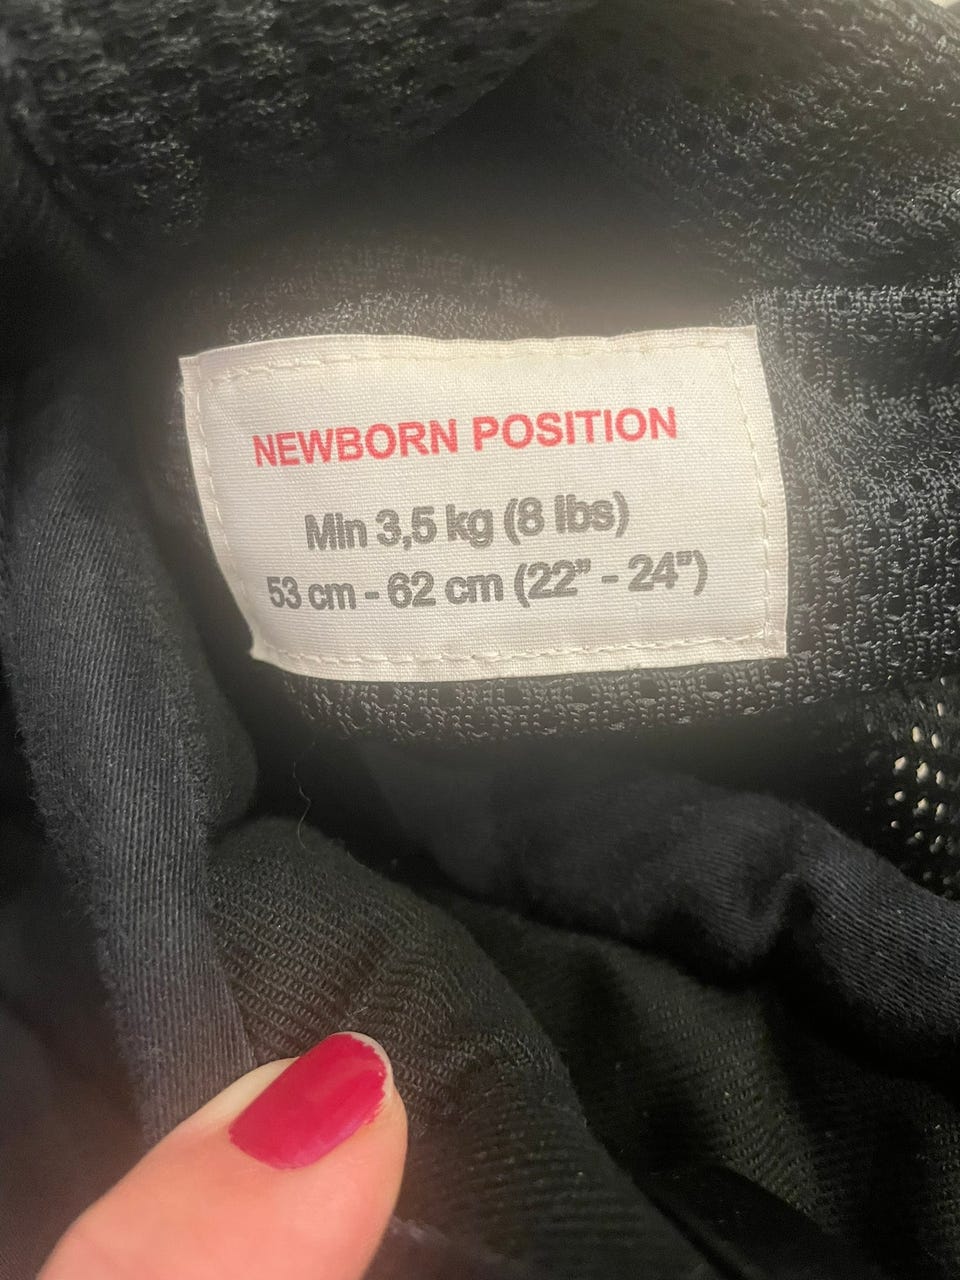 NEWBORN POSITION
Min 3,5 kg (8 lbs)
53 cm - 62 cm (22” - 24”)